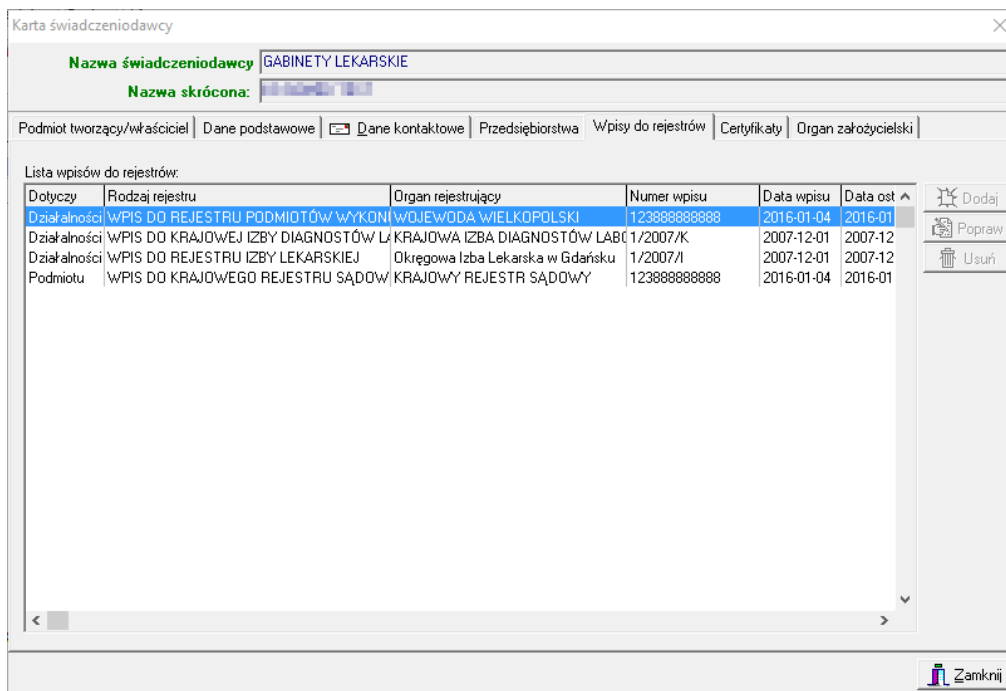 Karta świadczeniodawcy
Nazwa świadczeniodawcy GABINETY LEKARSKIE
Nazwa skrócona:
Podmiot tworzący/właściciel Dane podstawowe Dane kontaktowe Przedsiębiorstwa Wpisy do rejestrów Certyfikaty Organ założycielski
Lista wpisów do rejestrów:
Dotyczy Rodzaj rejestru Organ rejestrujący Numer wpisu Data wpisu Data ost
Działalności WPIS DO REJESTRU PODMIOTÓW WYKON WOJEWODA WIELKOPOLSKI 123888888888 2016-01-04 2016-01
Działalności WPIS DO KRAJOWEJ IZBY DIAGNOSTÓW LA KRAJOWA IZBA DIAGNOSTÓW LABO 1/2007/K 2007-12-01 2007-12
Działalności WPIS DO REJESTRU IZBY LEKARSKIEJ Okręgowa Izba Lekarska w Gdańsku 1/2007/I 2007-12-01 2007-12
Podmiotu WPIS DO KRAJOWEGO REJESTRU SĄDOW KRAJOWY REJESTR SĄDOWY 123888888888 2016-01-04 2016-01
Dodaj
Popraw
Usuń
Zamknij